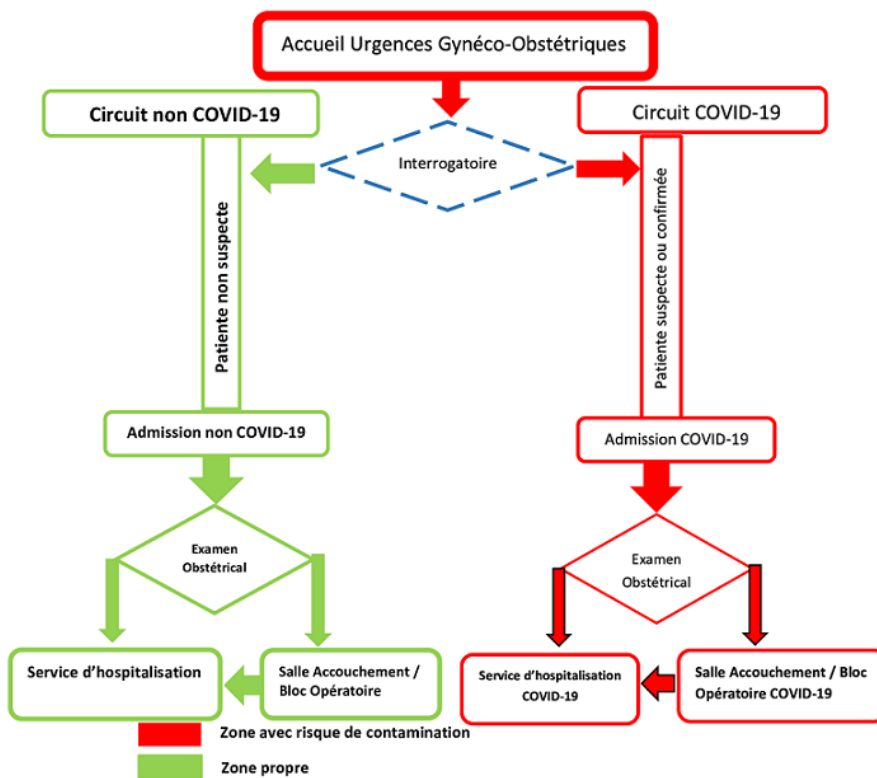 Accueil Urgences Gynéco-Obstétriques
Circuit non COVID-19
Circuit COVID-19
Interrogatoire
Patiente non suspecte
Patiente suspecte ou confirmée
Admission non COVID-19
Admission COVID-19
Examen
Obstétrical
Examen
Obstétrical
Service d'hospitalisation
Salle Accouchement /
Bloc Opératoire
Service d'hospitalisation
COVID-19
Salle Accouchement / Bloc
Opératoire COVID-19
Zone avec risque de contamination
Zone propre